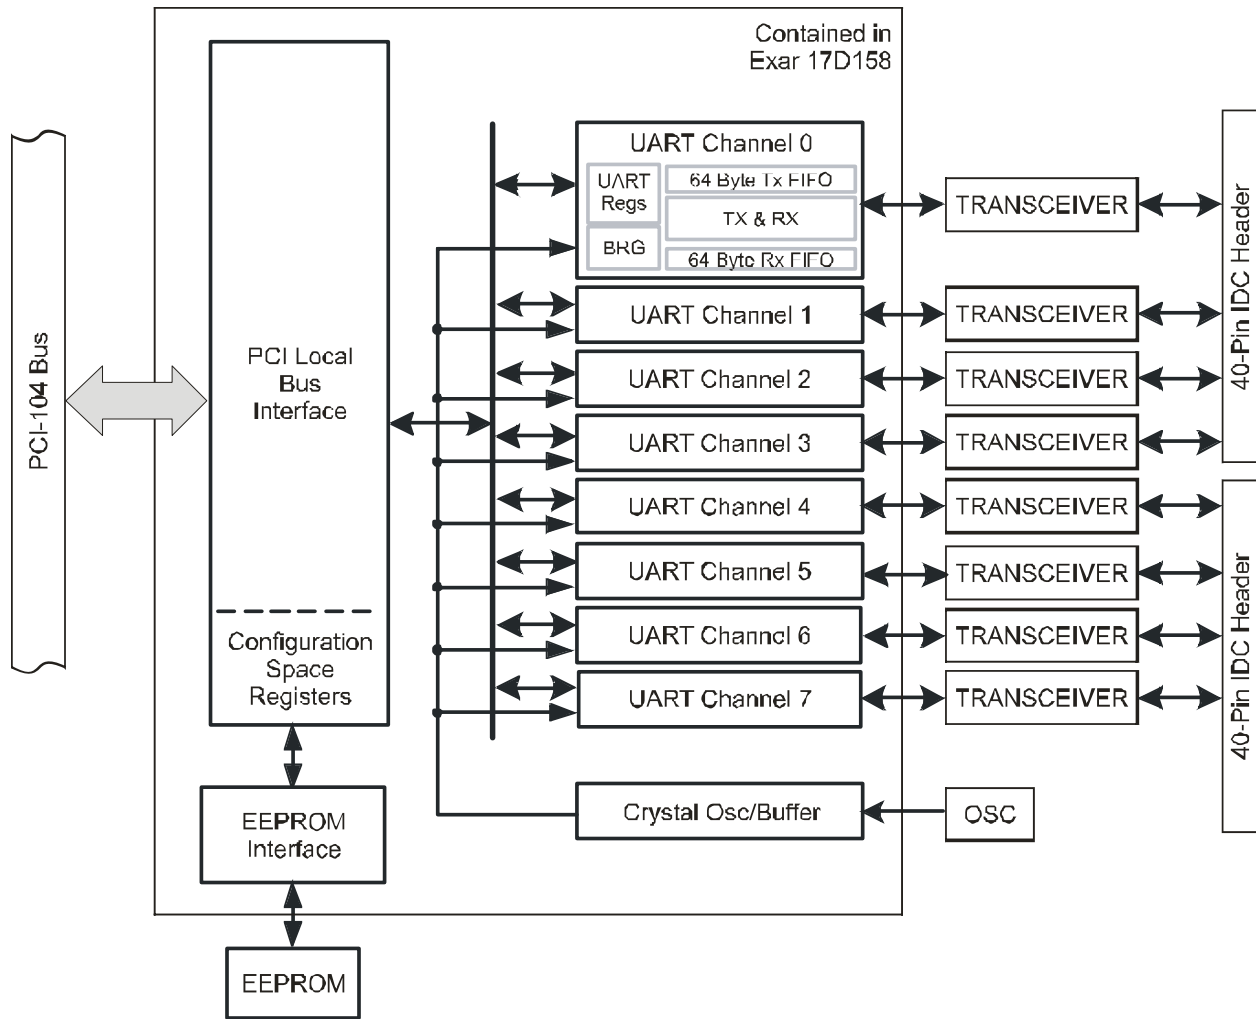 Contained in
Exar 17D158
PCI-104 Bus
PCI Local
Bus
Interface
Configuration
Space
Registers
EEPROM
Interface
EEPROM
UART Channel 0
UART
Regs
BRG
64 Byte Tx FIFO
TX & RX
64 Byte Rx FIFO
TRANSCEIVER
UART Channel 1
TRANSCEIVER
UART Channel 2
TRANSCEIVER
UART Channel 3
TRANSCEIVER
40-Pin IDC Header
UART Channel 4
TRANSCEIVER
UART Channel 5
TRANSCEIVER
UART Channel 6
TRANSCEIVER
UART Channel 7
TRANSCEIVER
40-Pin IDC Header
Crystal Osc/Buffer
OSC